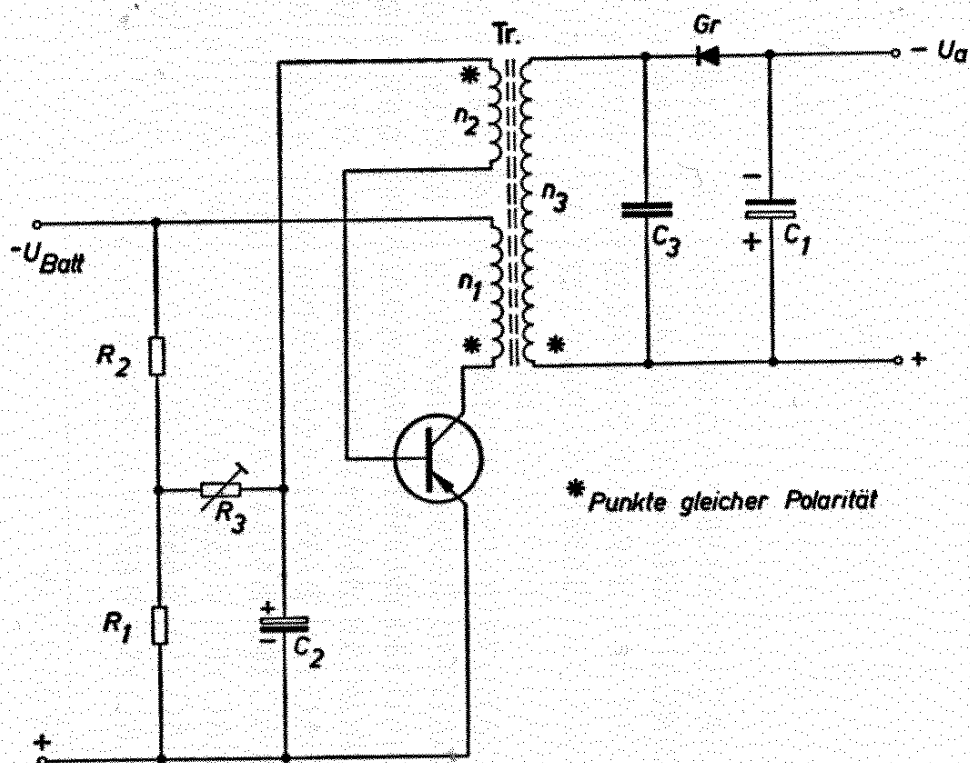 Tr.
Gr
- Ua
*
n2
n3
-
C3
+ C1
-UBatt
n1
* *
+
R2
R3
* Punkte gleicher Polarität
R1
+
- C2
+